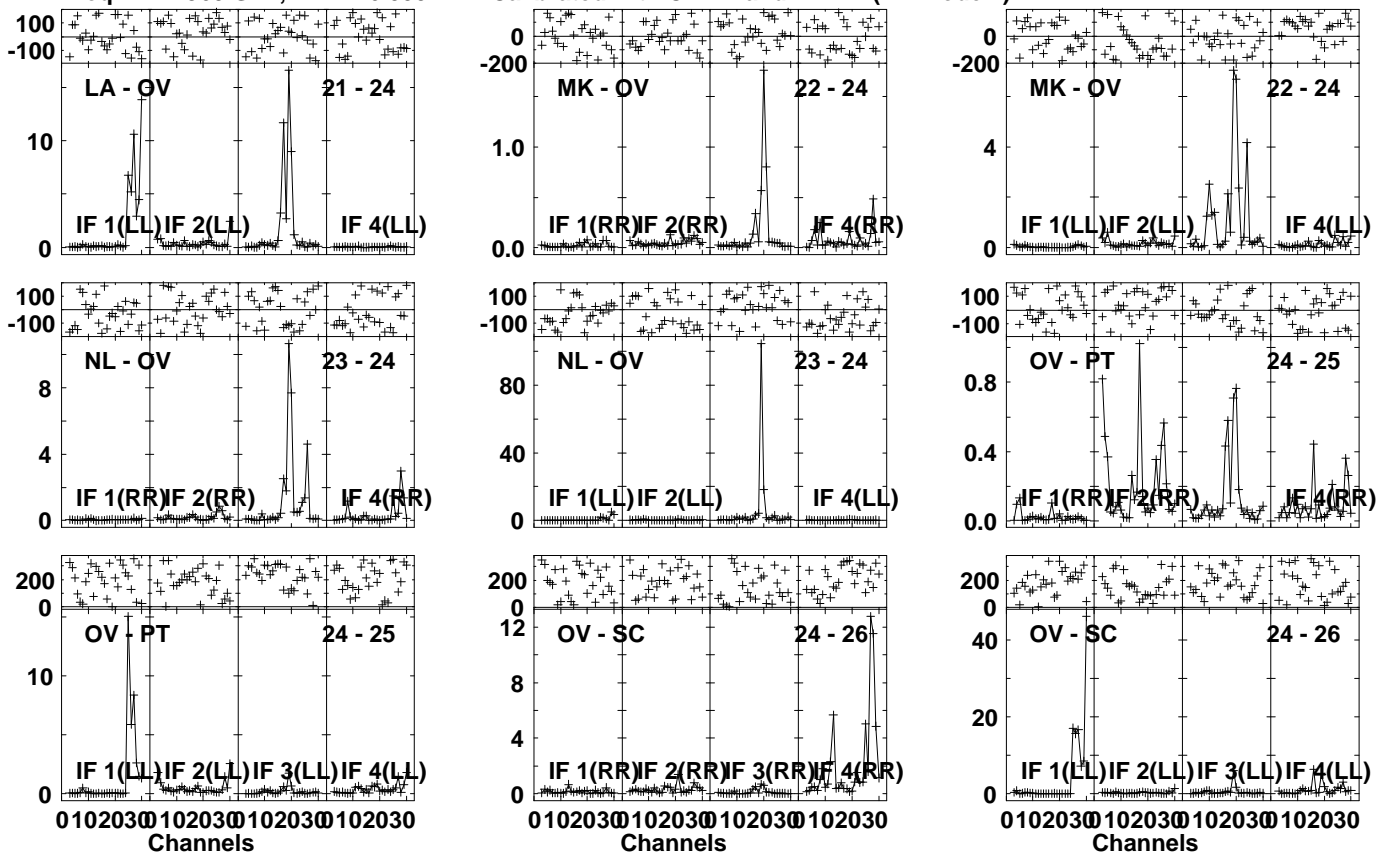 100
-100
LA - OV
21 - 24
10
0
IF 1(LL)
IF 2(LL)
IF 4(LL)
0
-200
MK - OV
22 - 24
1.0
0.0
IF 1(RR)
IF 2(RR)
IF 4(RR)
0
-200
MK - OV
22 - 24
4
0
IF 1(LL)
IF 2(LL)
IF 4(LL)
100
-100
NL - OV
23 - 24
8
4
0
IF 1(RR)
IF 2(RR)
IF 4(RR)
NL - OV
23 - 24
80
40
0
IF 1(LL)
IF 2(LL)
IF 4(LL)
100
-100
OV - PT
24 - 25
0.8
0.4
0.0
IF 1(RR)
IF 2(RR)
IF 4(RR)
200
0
OV - PT
24 - 25
10
0
IF 1(LL)
IF 2(LL)
IF 3(LL)
IF 4(LL)
0102030
0102030
Channels
200
0
OV - SC
24 - 26
12
8
4
0
IF 1(RR)
IF 2(RR)
IF 3(RR)
IF 4(RR)
0102030
0102030
Channels
200
0
OV - SC
24 - 26
40
20
0
IF 1(LL)
IF 2(LL)
IF 3(LL)
IF 4(LL)
0102030
0102030
Channels